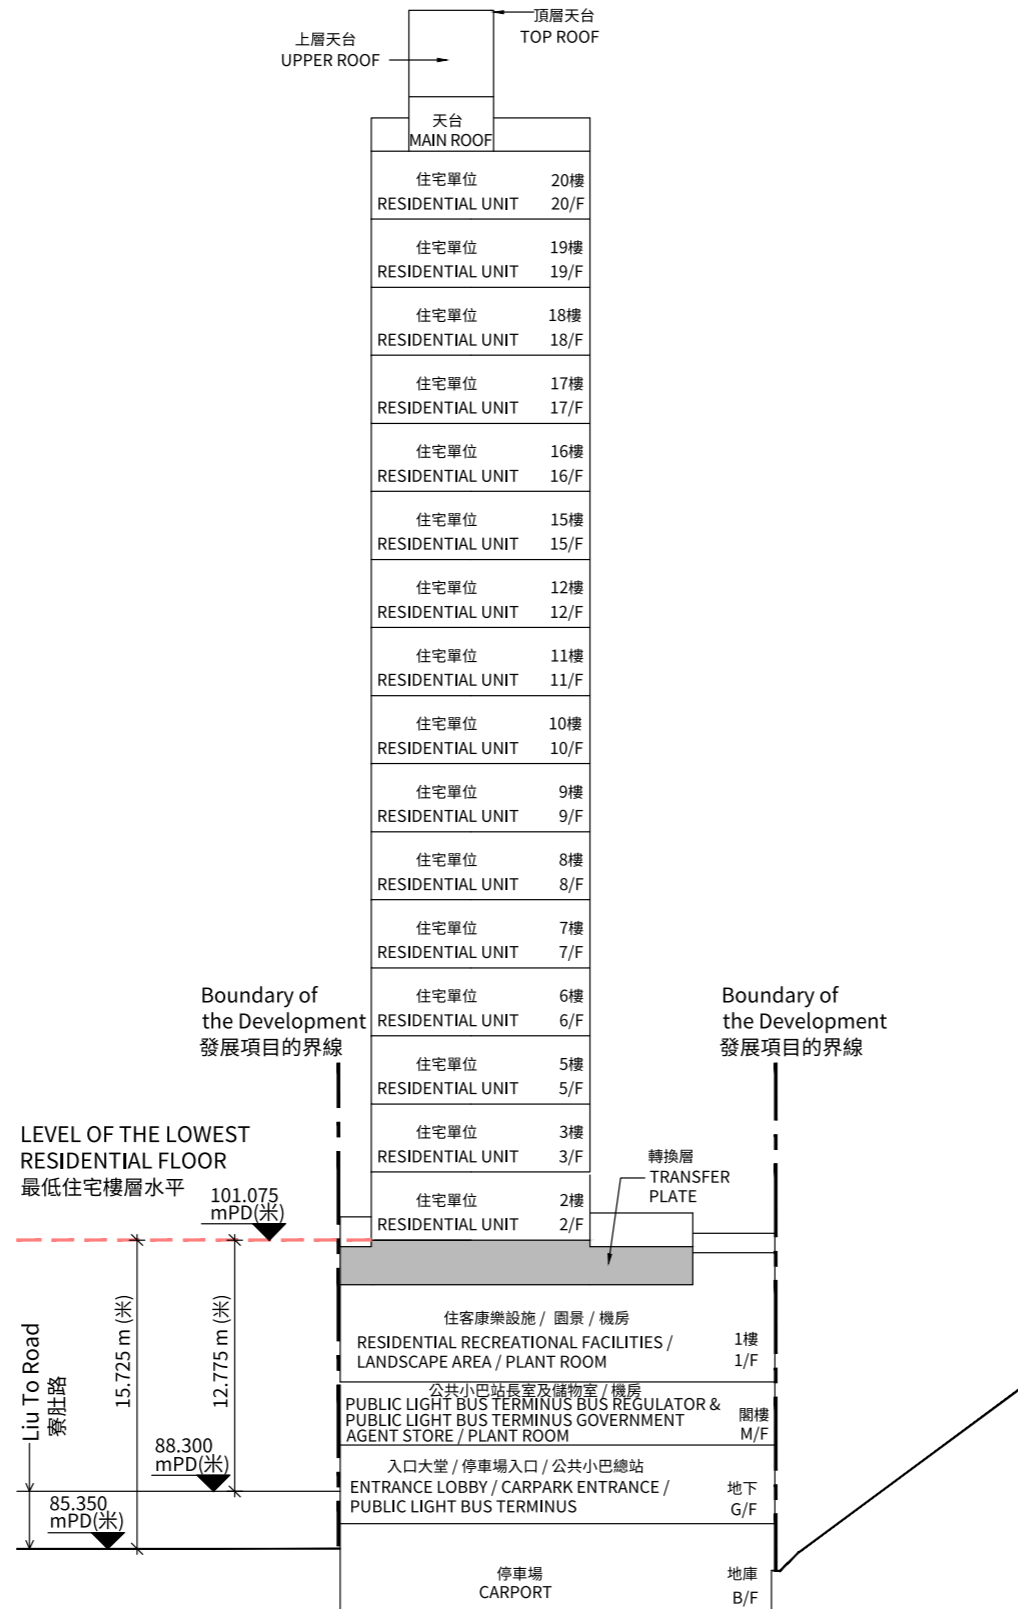 頂層天台
TOP ROOF
上層天台
UPPER ROOF
天台
MAIN ROOF
住宅單位 20樓
RESIDENTIAL UNIT 20/F
住宅單位 19樓
RESIDENTIAL UNIT 19/F
住宅單位 18樓
RESIDENTIAL UNIT 18/F
住宅單位 17樓
RESIDENTIAL UNIT 17/F
住宅單位 16樓
RESIDENTIAL UNIT 16/F
住宅單位 15樓
RESIDENTIAL UNIT 15/F
住宅單位 12樓
RESIDENTIAL UNIT 12/F
住宅單位 11樓
RESIDENTIAL UNIT 11/F
住宅單位 10樓
RESIDENTIAL UNIT 10/F
住宅單位 9樓
RESIDENTIAL UNIT 9/F
住宅單位 8樓
RESIDENTIAL UNIT 8/F
住宅單位 7樓
RESIDENTIAL UNIT 7/F
住宅單位 6樓
RESIDENTIAL UNIT 6/F
住宅單位 5樓
RESIDENTIAL UNIT 5/F
住宅單位 3樓
RESIDENTIAL UNIT 3/F
住宅單位 2樓
RESIDENTIAL UNIT 2/F
Boundary of
the Development
發展項目的界線
Boundary of
the Development
發展項目的界線
LEVEL OF THE LOWEST
RESIDENTIAL FLOOR
最低住宅樓層水平
101.075
mPD(米)
轉換層
TRANSFER
PLATE
15.725 m (米)
12.775 m (米)
Liu To Road
寮肚路
88.300
mPD(米)
85.350
mPD(米)
住客康樂設施 / 園景 / 機房
RESIDENTIAL RECREATIONAL FACILITIES /
LANDSCAPE AREA / PLANT ROOM
1樓
1/F
公共小巴站長室及儲物室 / 機房
PUBLIC LIGHT BUS TERMINUS BUS REGULATOR &
PUBLIC LIGHT BUS TERMINUS GOVERNMENT
AGENT STORE / PLANT ROOM
閣樓
M/F
入口大堂 / 停車場入口 / 公共小巴總站
ENTRANCE LOBBY / CARPARK ENTRANCE /
PUBLIC LIGHT BUS TERMINUS
地下
G/F
停車場
CARPORT
地庫
B/F